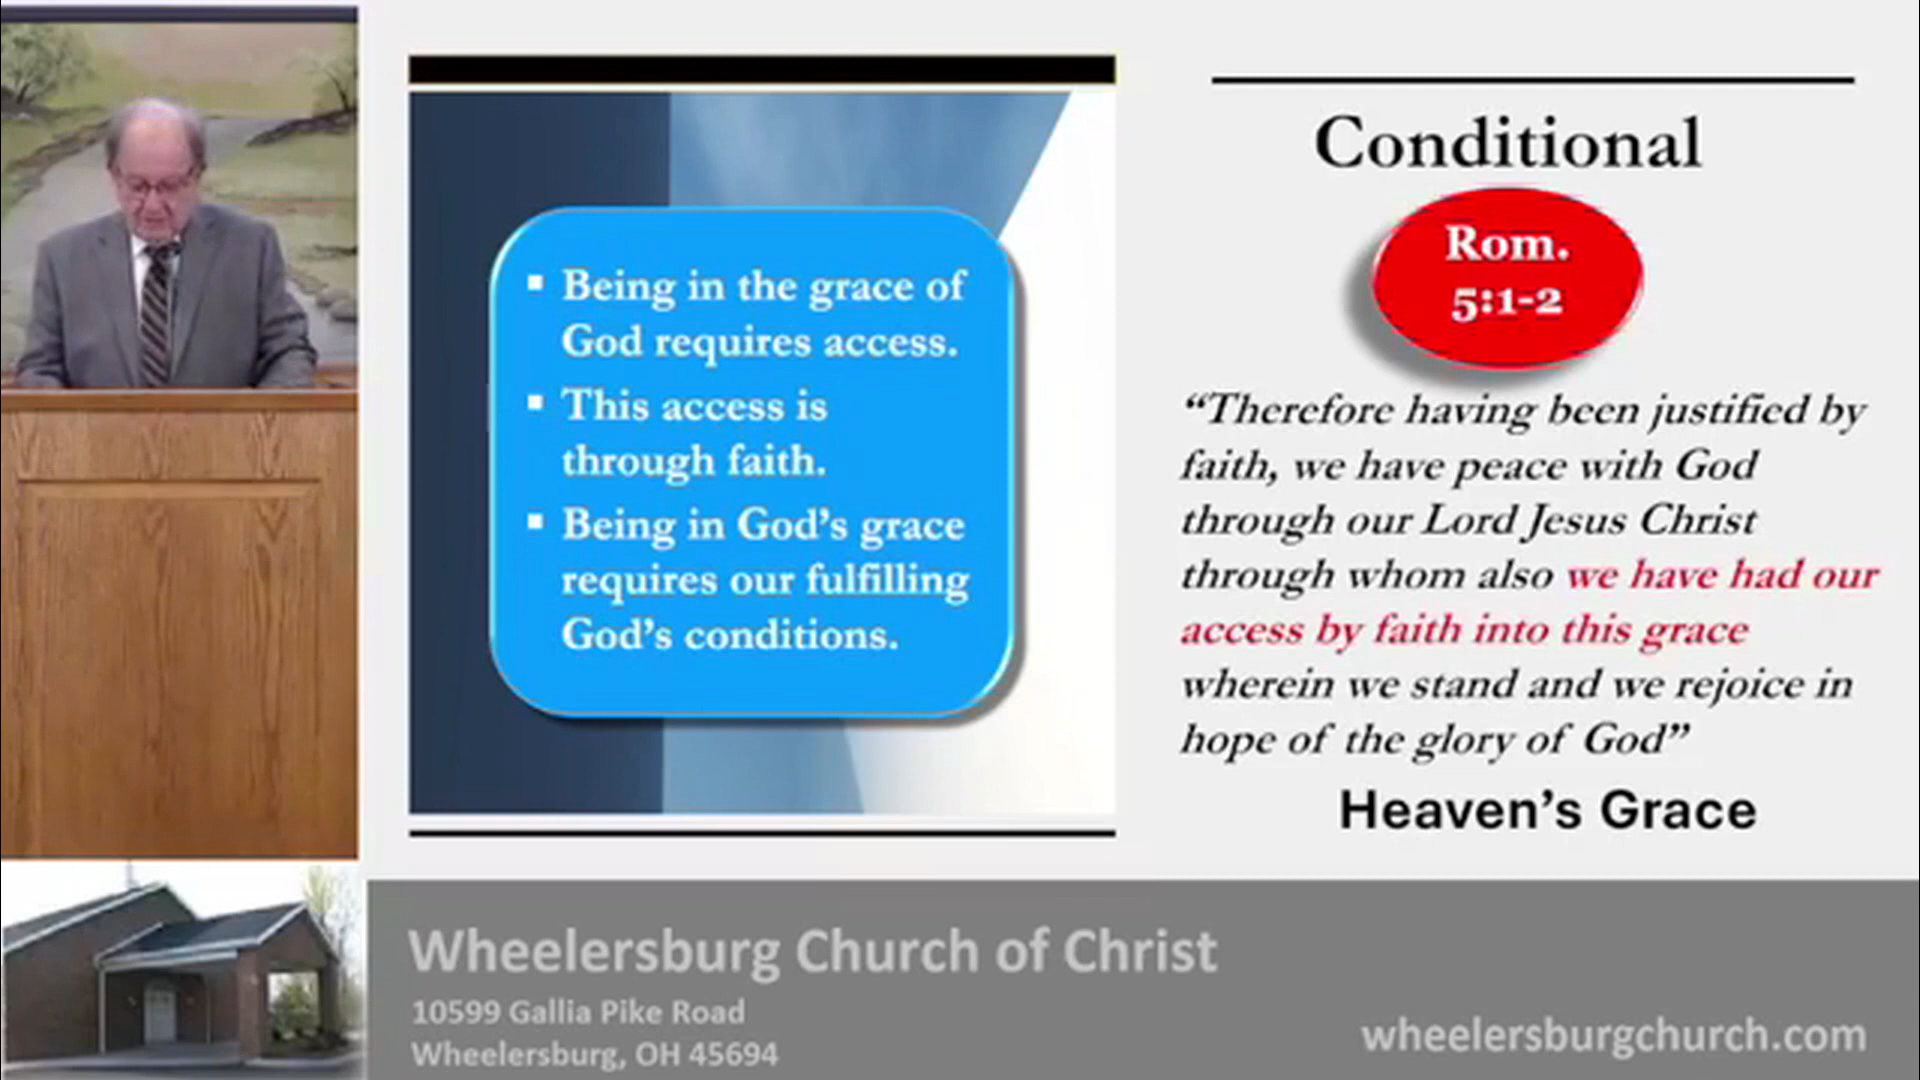 ▪ Being in the grace of
God requires access.
▪ This access is
through faith.
▪ Being in God's grace
requires our fulfilling
God's conditions.
Conditional
Rom.
5:1-2
“Therefore having been justified by
faith, we have peace with God
through our Lord Jesus Christ
through whom also we have had our
access by faith into this grace
wherein we stand and we rejoice in
hope of the glory of God”
Heaven's Grace
Wheelersburg Church of Christ
10599 Gallia Pike Road
Wheelersburg, OH 45694
wheelersburgchurch.com